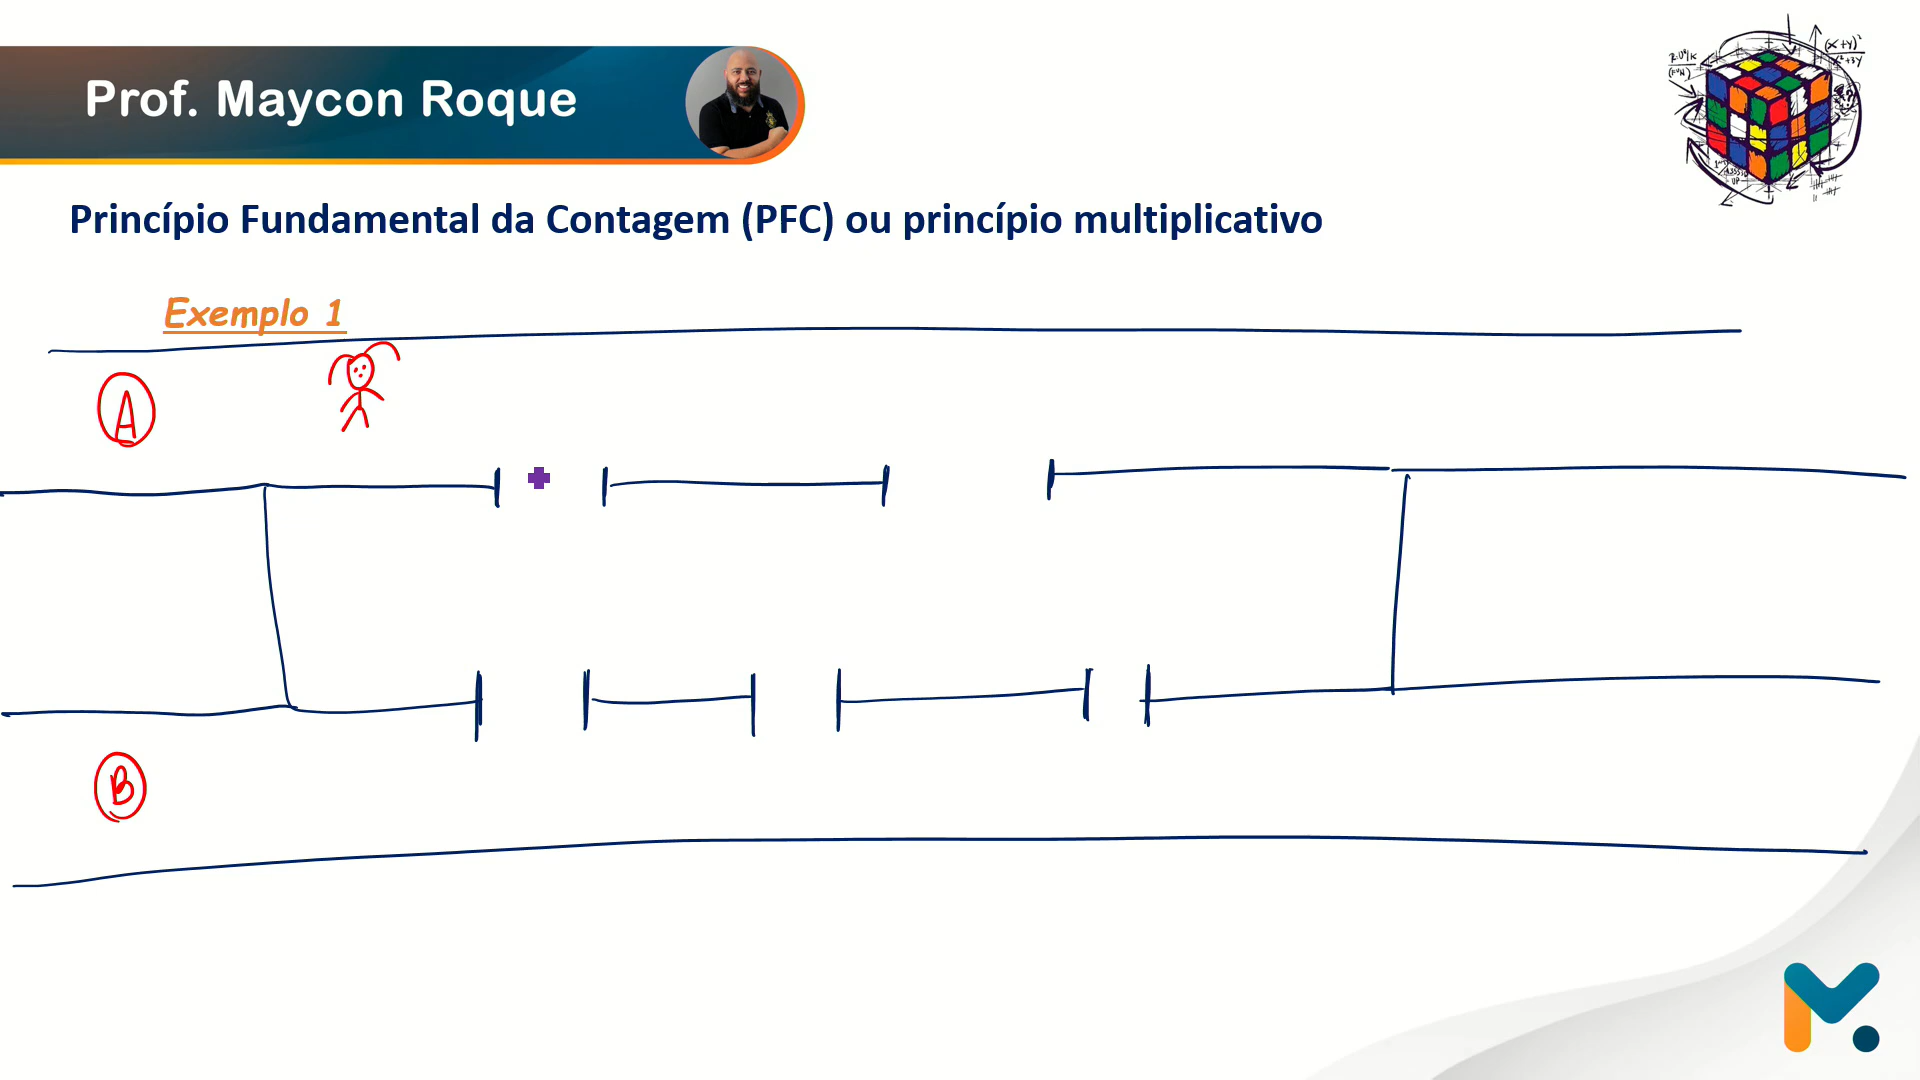 Prof. Maycon Roque
Princípio Fundamental da Contagem (PFC) ou princípio multiplicativo
Exemplo 1
A
B